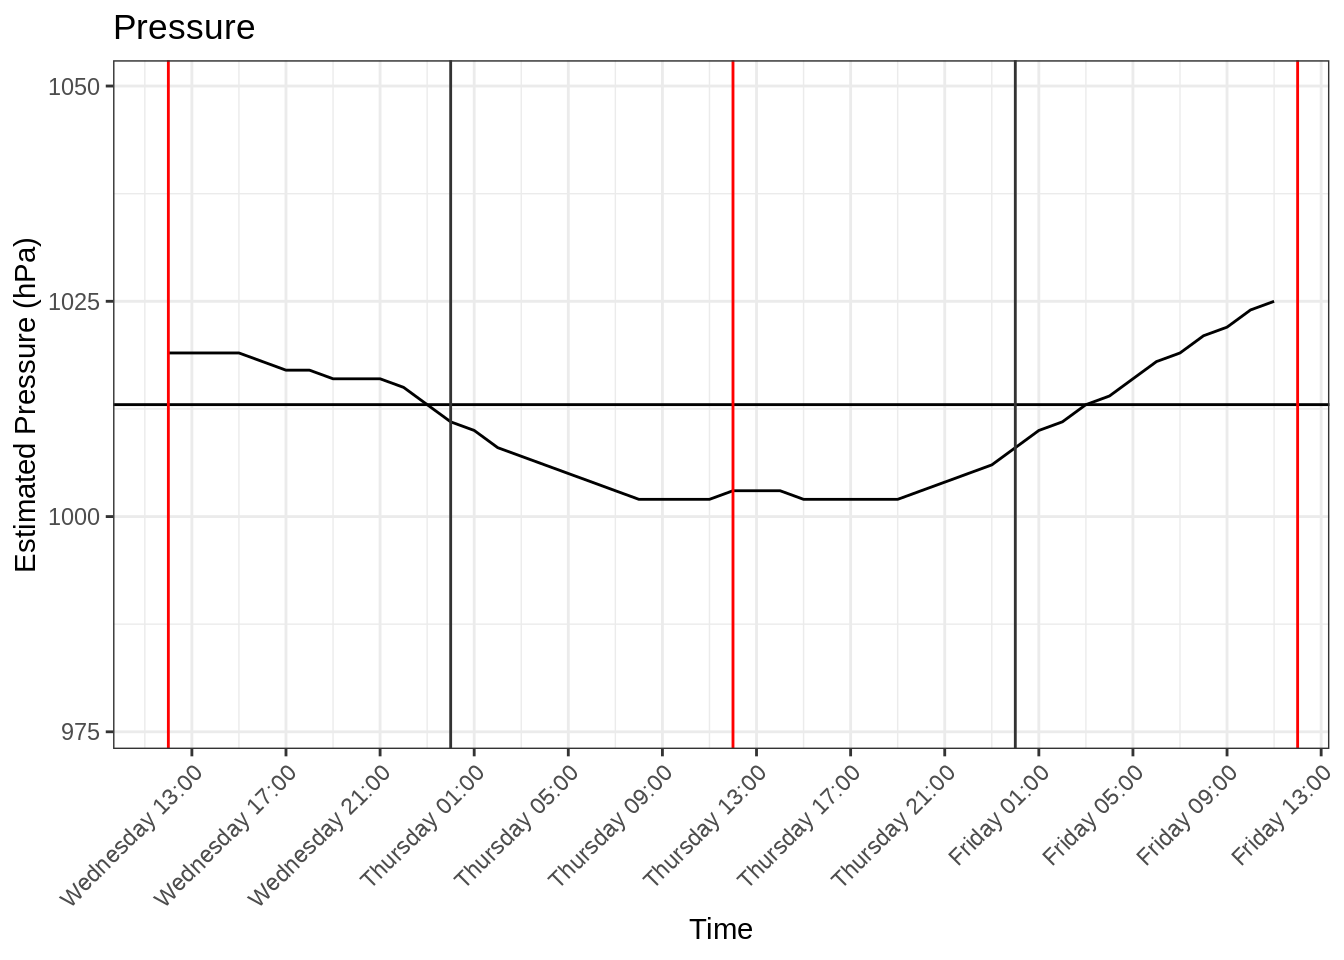 Pressure
Estimated Pressure (hPa)
1050
1025
1000
975
Wednesday 13:00
Wednesday 17:00
Wednesday 21:00
Thursday 01:00
Thursday 05:00
Thursday 09:00
Thursday 13:00
Thursday 17:00
Thursday 21:00
Friday 01:00
Friday 05:00
Friday 09:00
Friday 13:00
Time